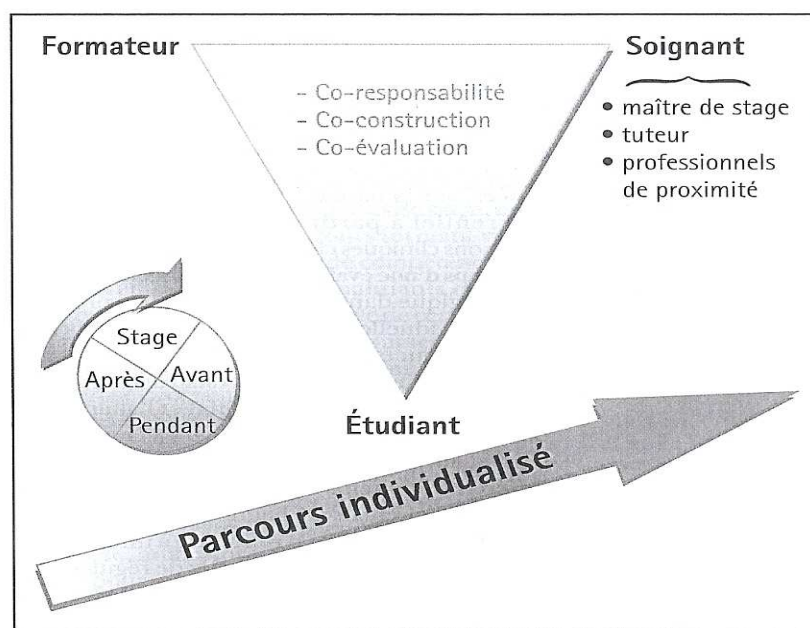 Formateur
Soignant
– Co-responsabilité
– Co-construction
– Co-évaluation
• maître de stage
• tuteur
• professionnels
de proximité
Stage
Après
Avant
Pendant
Étudiant
Parcours individualisé